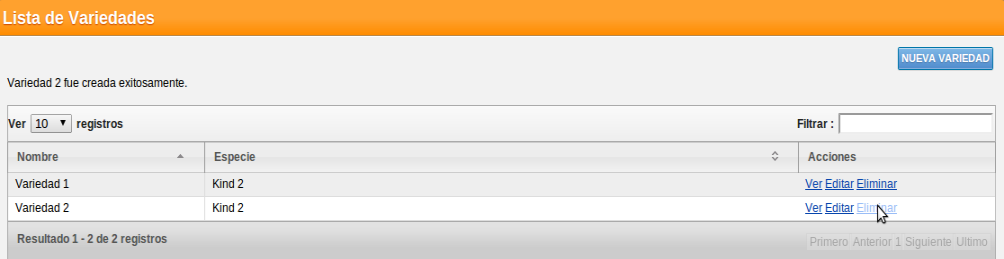 Lista de Variedades
NUEVA VARIEDAD
Variedad 2 fue creada exitosamente.
Ver 10 registros Filtrar :
Nombre Especie Acciones
Variedad 1 Kind 2 Ver Editar Eliminar
Variedad 2 Kind 2 Ver Editar Eliminar
Resultado 1 - 2 de 2 registros Primero Anterior 1 Siguiente Ultimo